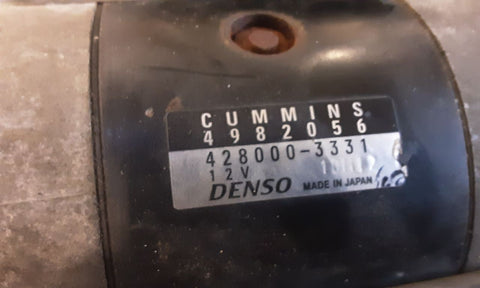 CUMMINS
4982056
428000-3331
12V
DENSO MADE IN JAPAN